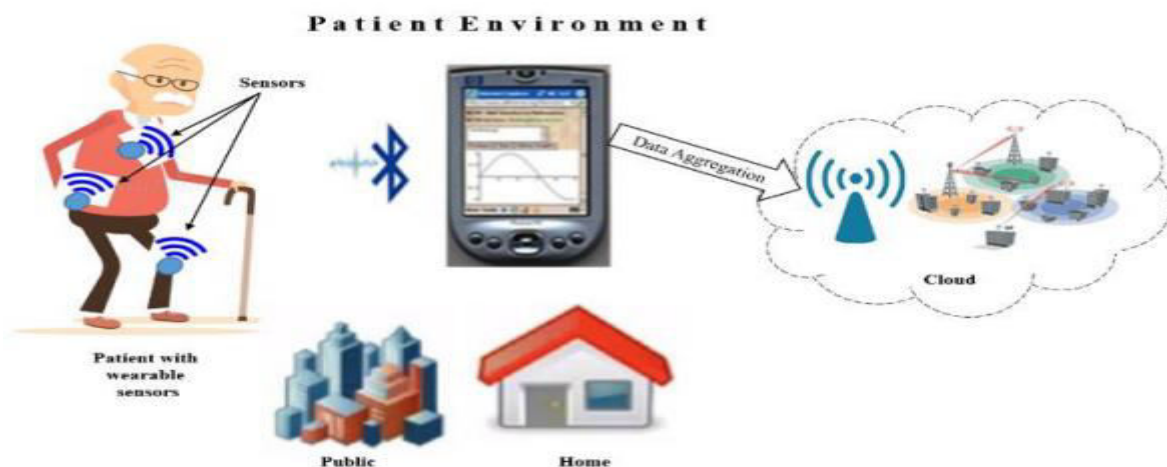 Patient Environment
Sensors
Data Aggregation
Cloud
Patient with
wearable
sensors
Public
Home